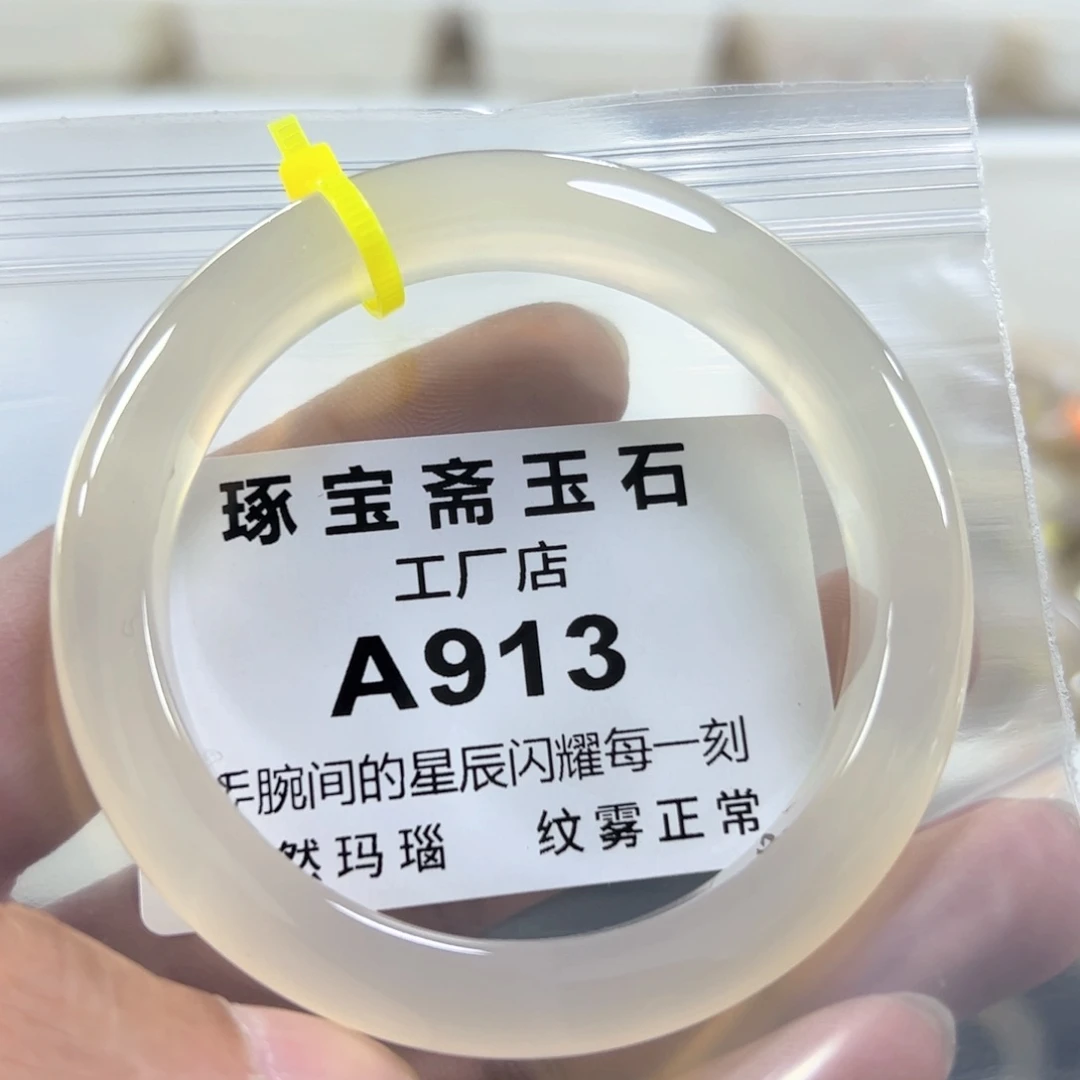 琢宝斋玉石
工厂店
A913
手腕间的星辰闪耀每一刻
然玛瑙 纹雾正常